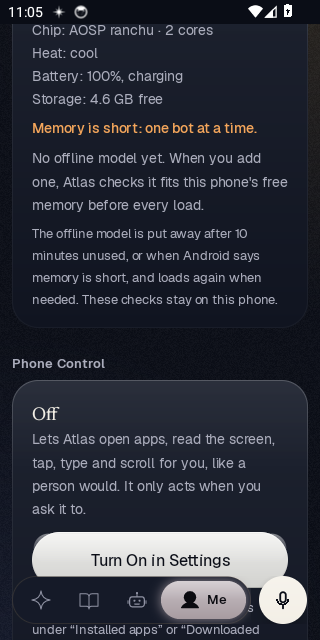 11:05
Chip: AOSP ranchu · 2 cores
Heat: cool
Battery: 100%, charging
Storage: 4.6 GB free
Memory is short: one bot at a time.
No offline model yet. When you add
one, Atlas checks it fits this phone's free
memory before every load.
The offline model is put away after 10
minutes unused, or when Android says
memory is short, and loads again when
needed. These checks stay on this phone.
Phone Control
Off
Lets Atlas open apps, read the screen,
tap, type and scroll for you, like a
person would. It only acts when you
ask it to.
Turn On in Settings
Me
under “Installed apps” or “Downloaded